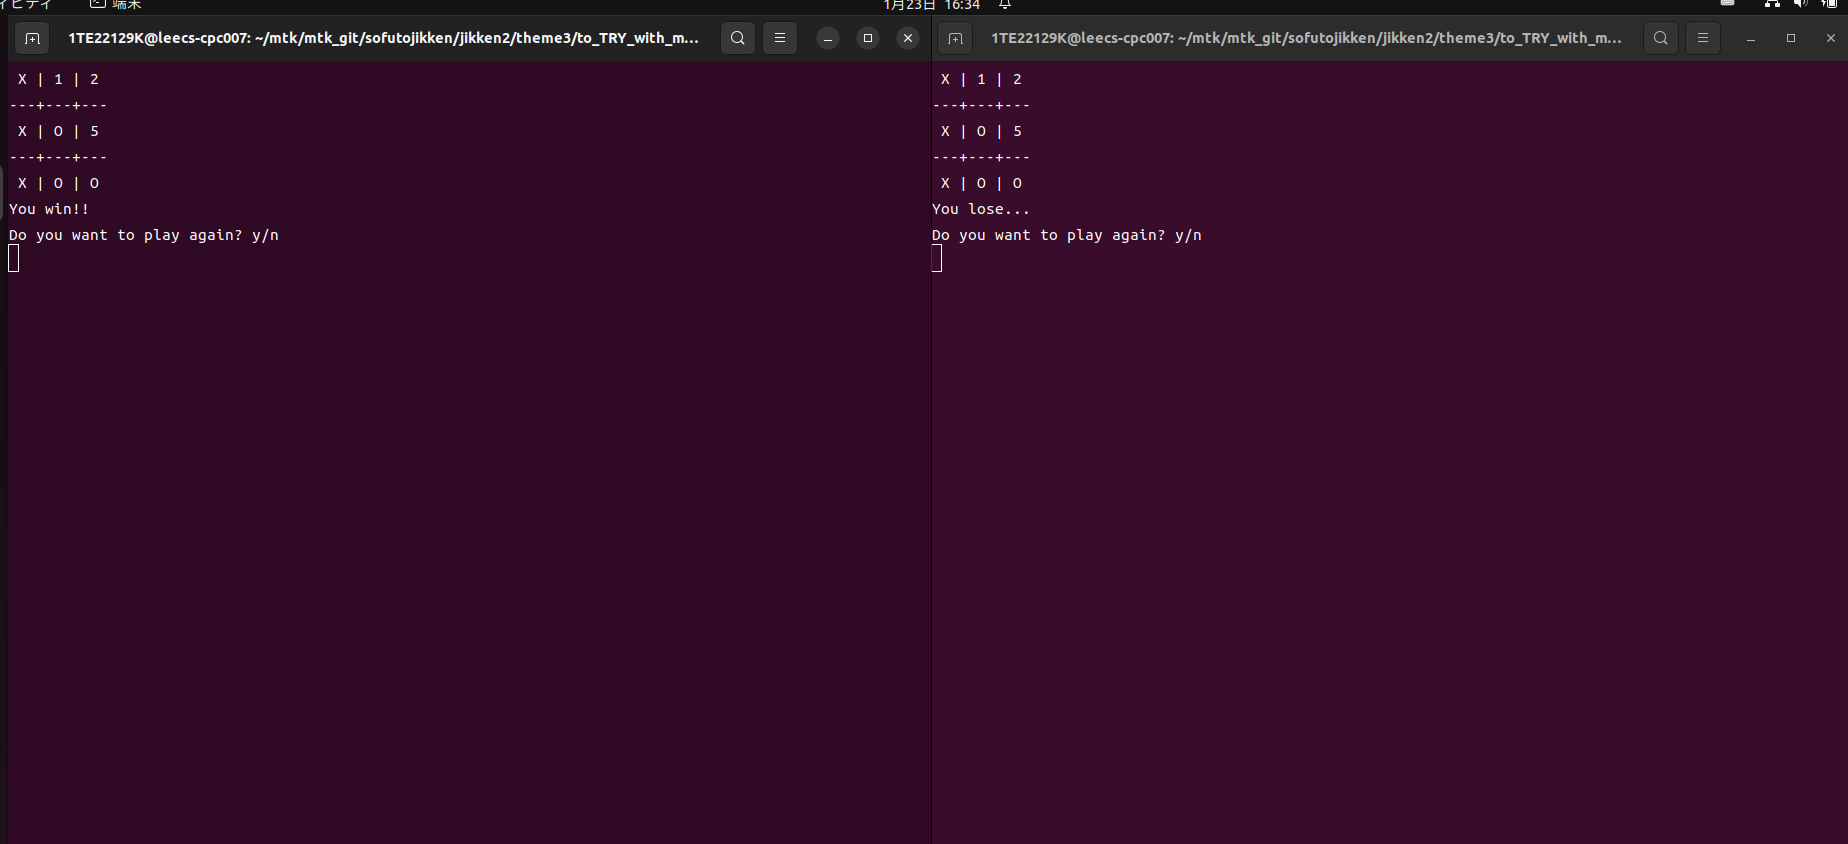 ィビティ 端末 1月23日 16:34
1TE22129K@leecs-cpc007: ~/mtk/mtk_git/sofutojikken/jikken2/theme3/to_TRY_with_m...
X | 1 | 2
---+---+---
X | O | 5
---+---+---
X | O | O
You win!!
Do you want to play again? y/n
1TE22129K@leecs-cpc007: ~/mtk/mtk_git/sofutojikken/jikken2/theme3/to_TRY_with_m...
X | 1 | 2
---+---+---
X | O | 5
---+---+---
X | O | O
You lose...
Do you want to play again? y/n